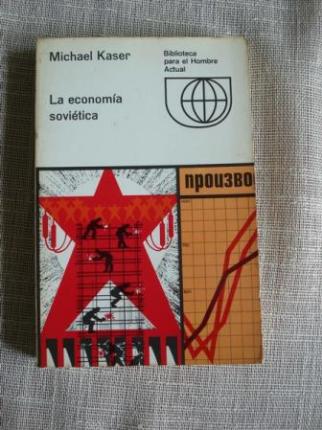 Michael Kaser
Biblioteca
para el Hombre
Actual
La economía
soviética
произво